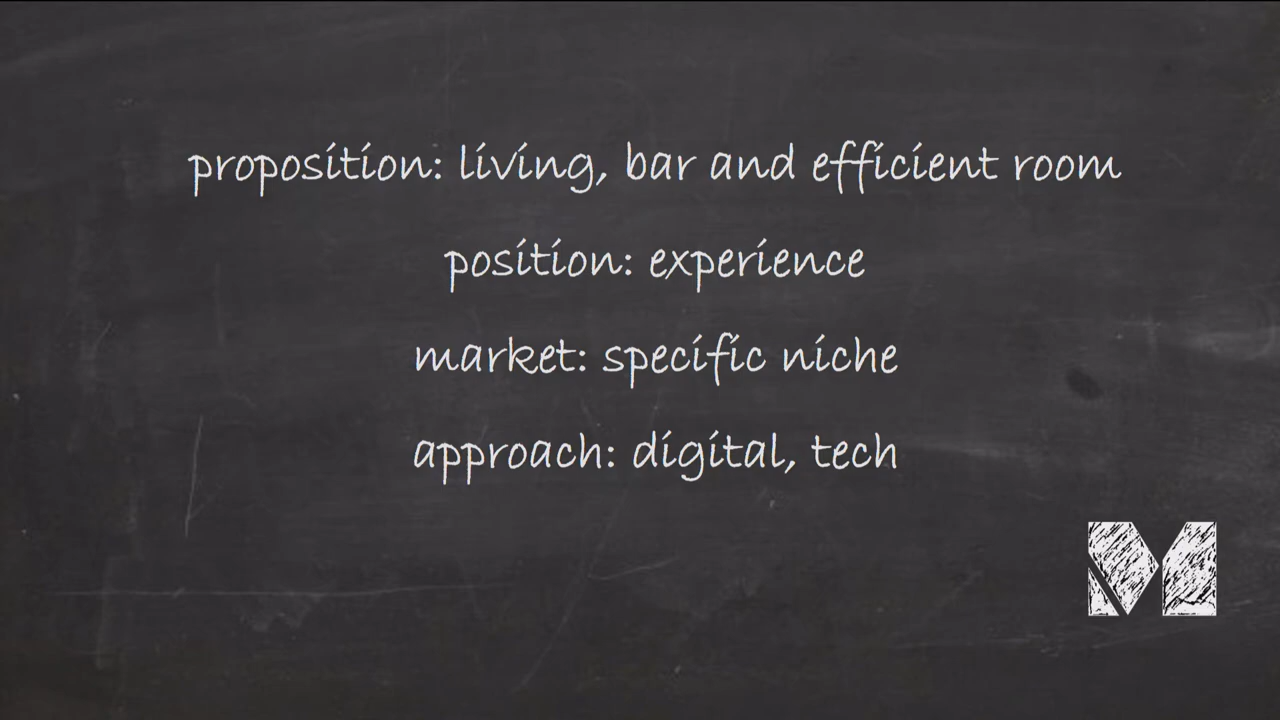 proposition: living, bar and efficient room
position: experience
market: specific niche
approach: digital, tech
M